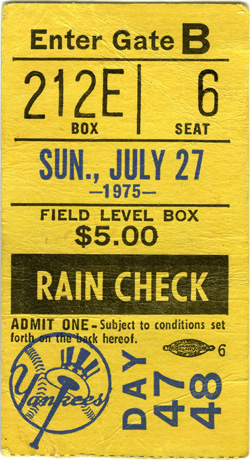 Enter Gate B
212E 6
BOX SEAT
SUN., JULY 27
—1975—
FIELD LEVEL BOX
$5.00
RAIN CHECK
ADMIT ONE - Subject to conditions set
forth on the back hereof.
6
Yankees
DAY
47
48